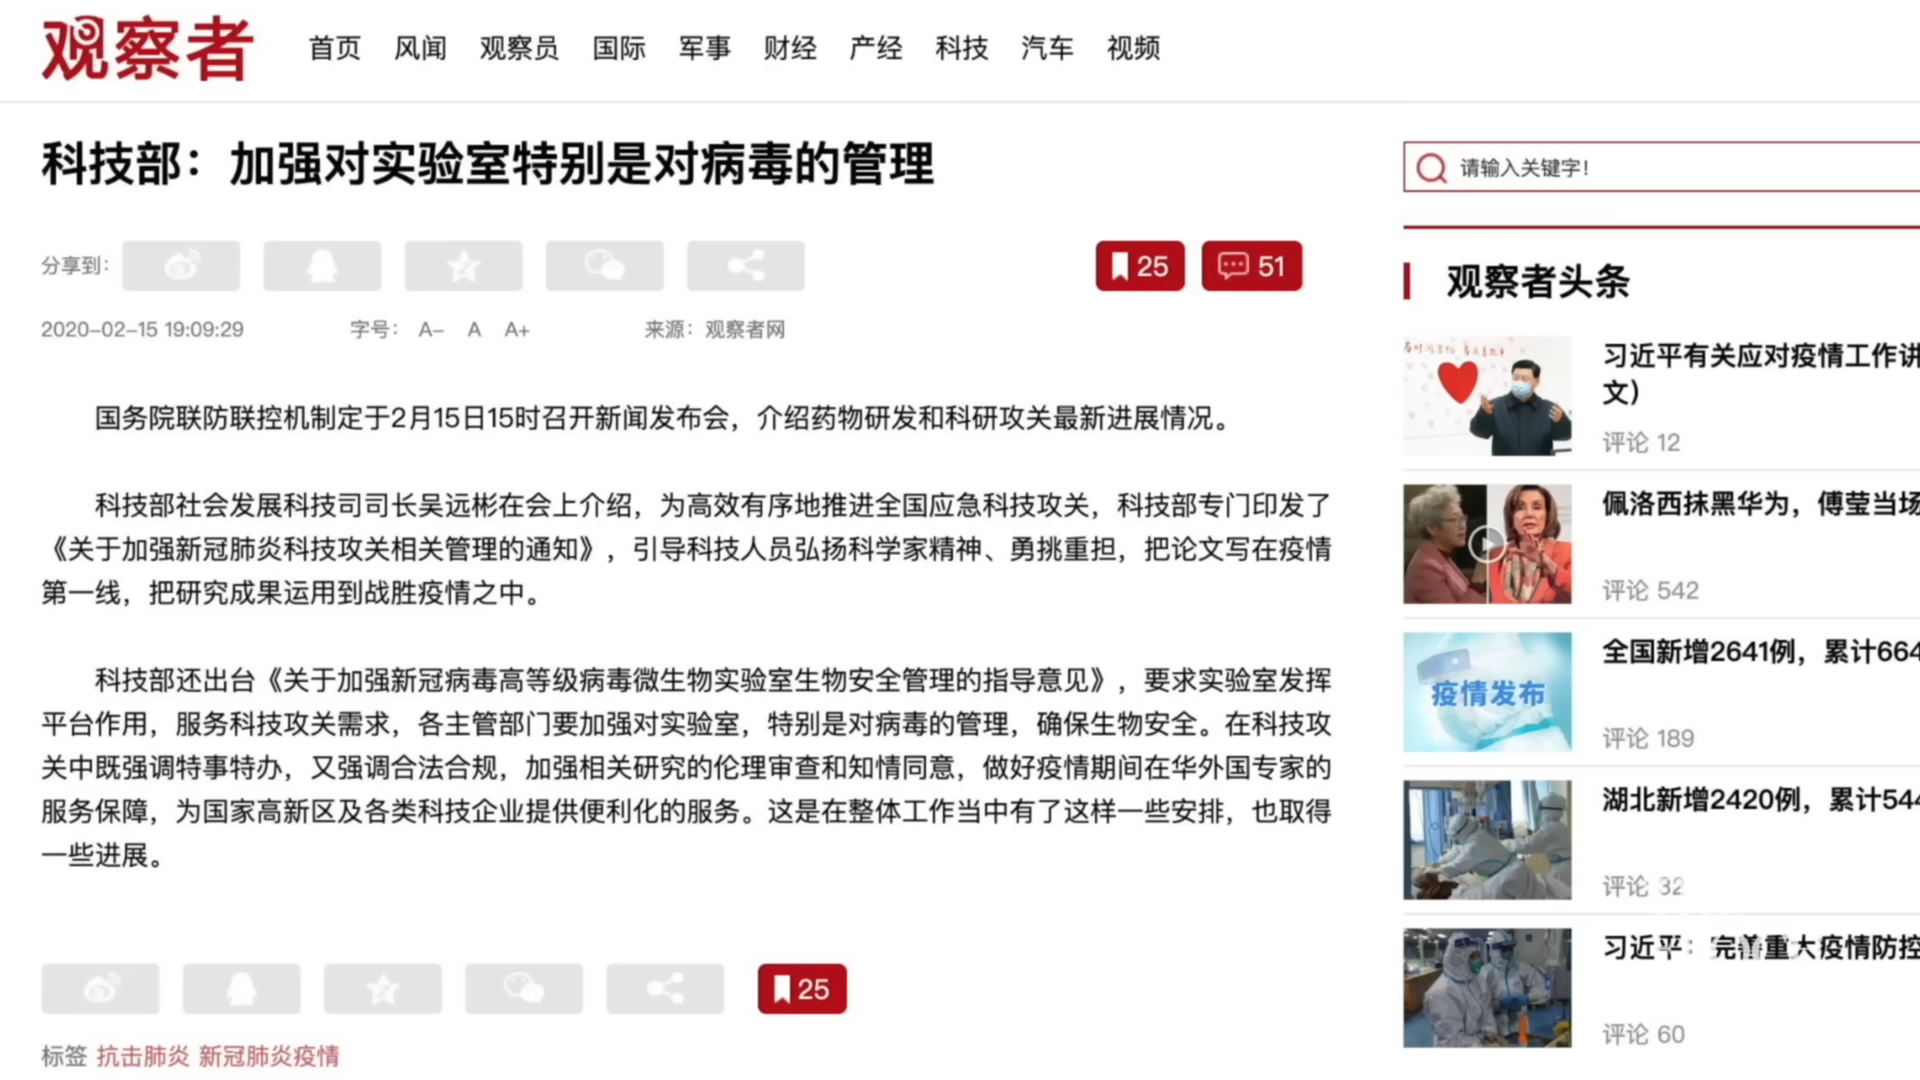 观察者
首页 风闻 观察员 国际 军事 财经 产经 科技 汽车 视频
科技部：加强对实验室特别是对病毒的管理
分享到：
25 51
2020-02-15 19:09:29 字号： A- A A+ 来源：观察者网
国务院联防联控机制定于2月15日15时召开新闻发布会，介绍药物研发和科研攻关最新进展情况。
科技部社会发展科技司司长吴远彬在会上介绍，为高效有序地推进全国应急科技攻关，科技部专门印发了
《关于加强新冠肺炎科技攻关相关管理的通知》，引导科技人员弘扬科学家精神、勇挑重担，把论文写在疫情
第一线，把研究成果运用到战胜疫情之中。
科技部还出台《关于加强新冠病毒高等级病毒微生物实验室生物安全管理的指导意见》，要求实验室发挥
平台作用，服务科技攻关需求，各主管部门要加强对实验室，特别是对病毒的管理，确保生物安全。在科技攻
关中既强调特事特办，又强调合法合规，加强相关研究的伦理审查和知情同意，做好疫情期间在华外国专家的
服务保障，为国家高新区及各类科技企业提供便利化的服务。这是在整体工作当中有了这样一些安排，也取得
一些进展。
25
标签 抗击肺炎 新冠肺炎疫情
请输入关键字！
观察者头条
习近平有关应对疫情工作讲
文）
评论 12
佩洛西抹黑华为，傅莹当场
评论 542
疫情发布
全国新增2641例，累计664
评论 189
湖北新增2420例，累计544
评论 32
习近平：完善重大疫情防控
评论 60